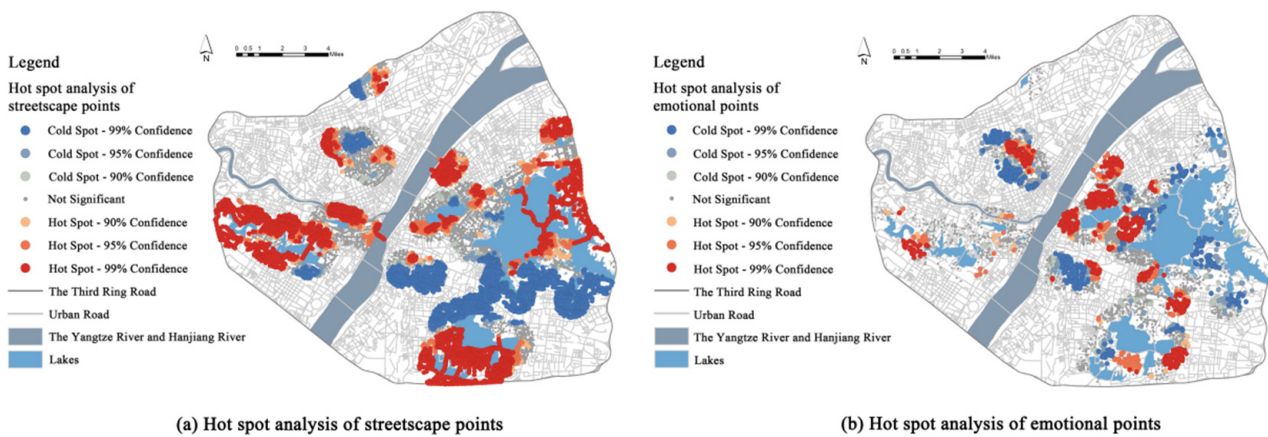 N
0 0.5 1 2 3 4
Miles
Legend
Hot spot analysis of
streetscape points
Cold Spot - 99% Confidence
Cold Spot - 95% Confidence
Cold Spot - 90% Confidence
Not Significant
Hot Spot - 90% Confidence
Hot Spot - 95% Confidence
Hot Spot - 99% Confidence
The Third Ring Road
Urban Road
The Yangtze River and Hanjiang River
Lakes
(a) Hot spot analysis of streetscape points
N
0 0.5 1 2 3 4
Miles
Legend
Hot spot analysis of
emotional points
Cold Spot - 99% Confidence
Cold Spot - 95% Confidence
Cold Spot - 90% Confidence
Not Significant
Hot Spot - 90% Confidence
Hot Spot - 95% Confidence
Hot Spot - 99% Confidence
The Third Ring Road
Urban Road
The Yangtze River and Hanjiang River
Lakes
(b) Hot spot analysis of emotional points